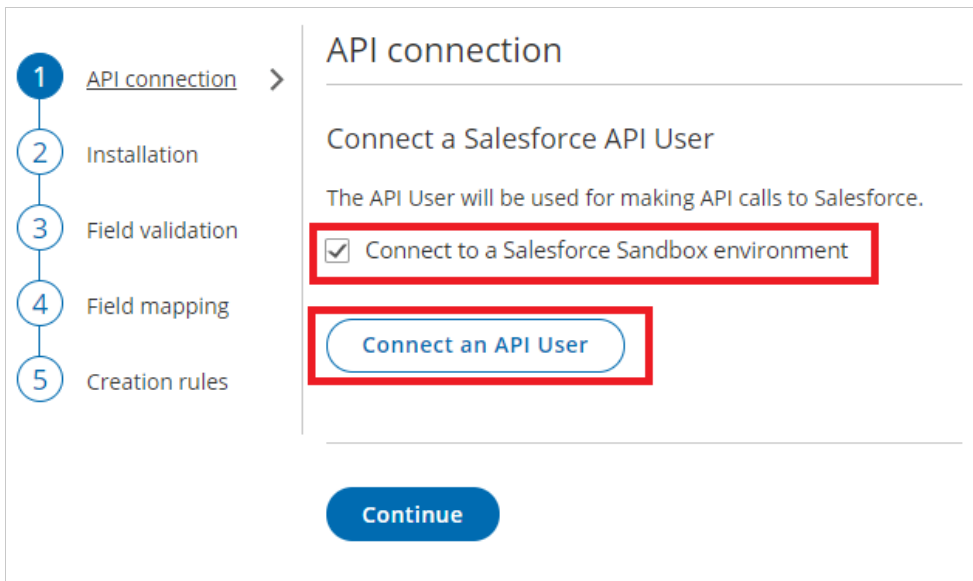 1 API connection
2 Installation
3 Field validation
4 Field mapping
5 Creation rules
API connection
Connect a Salesforce API User
The API User will be used for making API calls to Salesforce.
Connect to a Salesforce Sandbox environment
Connect an API User
Continue